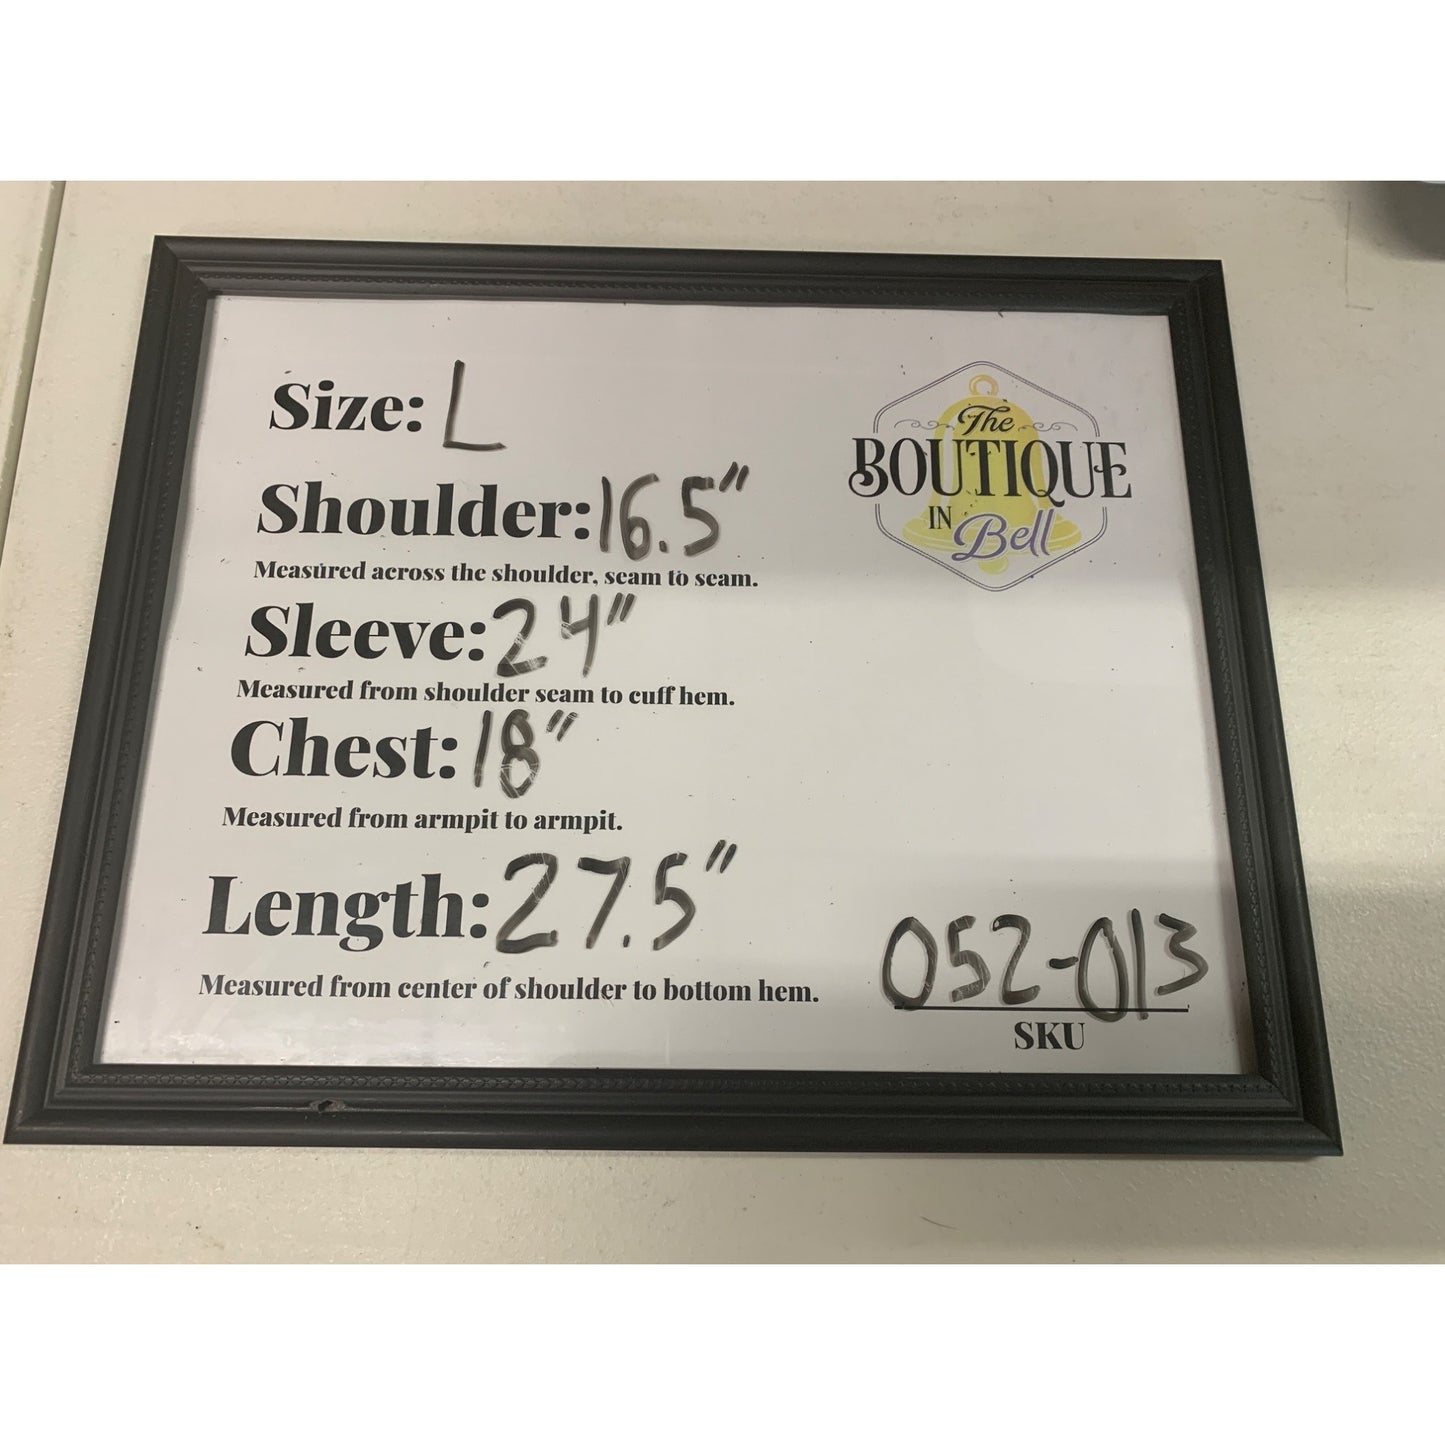 Size: L
The
BOUTIQUE
IN
Bell
Shoulder: 16.5"
Measured across the shoulder, seam to seam.
Sleeve: 24"
Measured from shoulder seam to cuff hem.
Chest: 18"
Measured from armpit to armpit.
Length: 27.5"
Measured from center of shoulder to bottom hem.
052-013
SKU